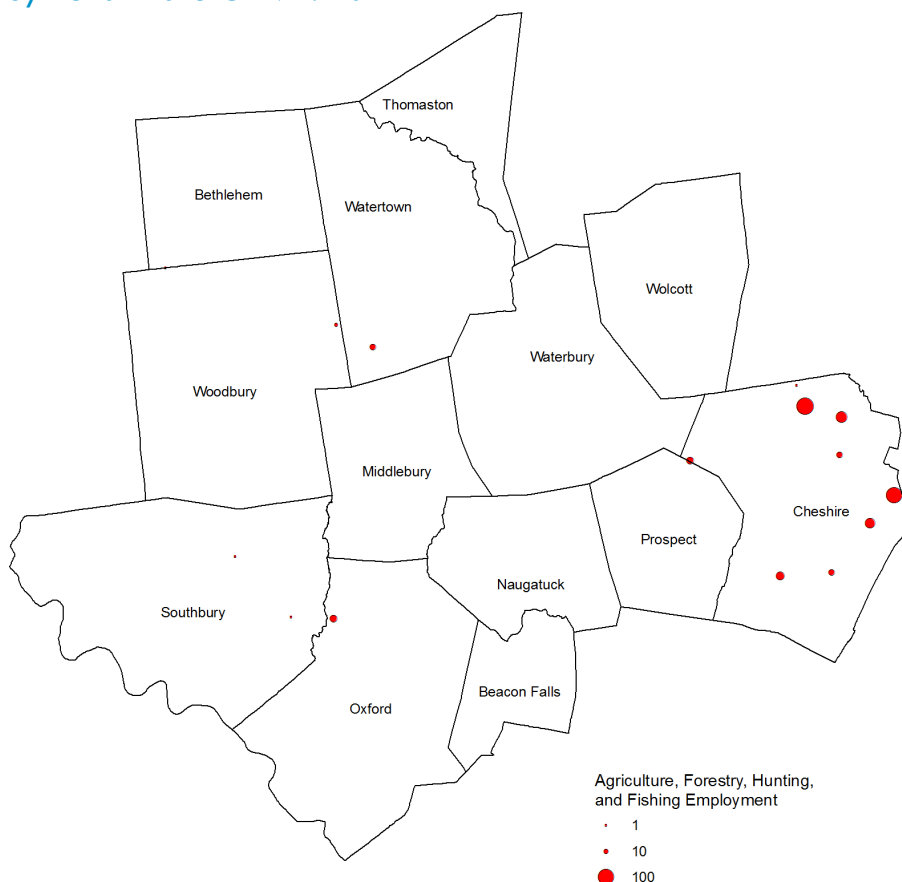 Thomaston
Bethlehem
Watertown
Wolcott
Waterbury
Woodbury
Middlebury
Cheshire
Prospect
Naugatuck
Southbury
Beacon Falls
Oxford
Agriculture, Forestry, Hunting,
and Fishing Employment
1
10
100